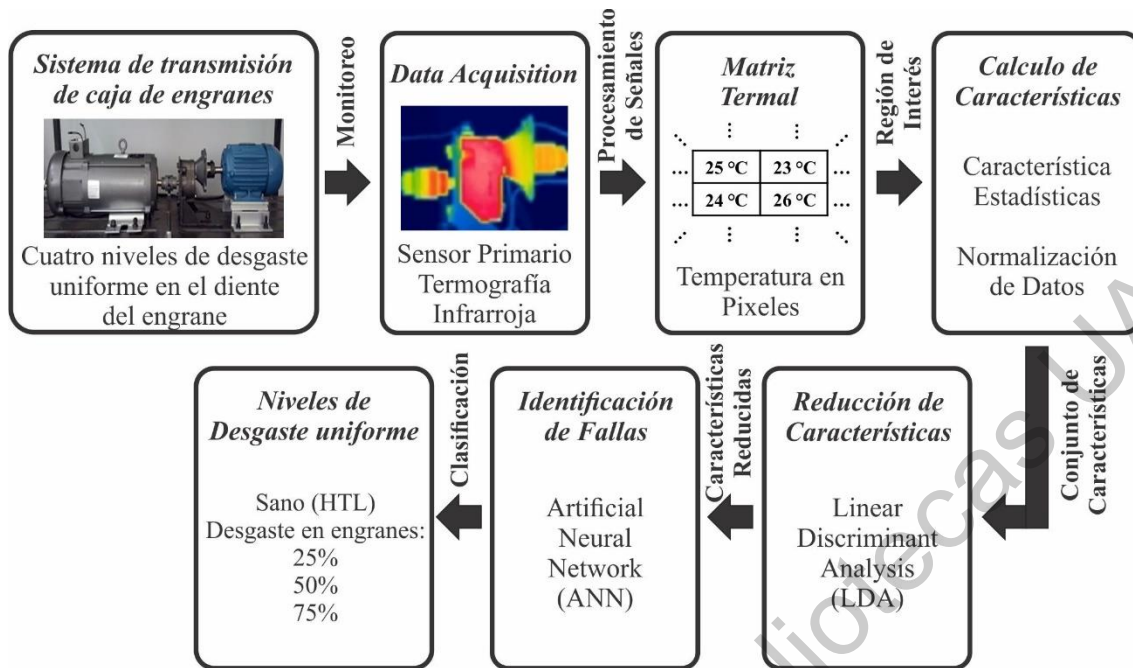 Sistema de transmisión
de caja de engranes
Cuatro niveles de desgaste
uniforme en el diente
del engrane
Monitoreo
Data Acquisition
Sensor Primario
Termografía
Infrarroja
Procesamiento
de Señales
Matriz
Termal
... 25 °C 23 °C ...
... 24 °C 26 °C ...
Temperatura en
Pixeles
Región de
Interés
Calculo de
Características
Característica
Estadísticas
Normalización
de Datos
Conjunto de
Características
Reducción de
Características
Linear
Discriminant
Analysis
(LDA)
Características
Reducidas
Identificación
de Fallas
Artificial
Neural
Network
(ANN)
Clasificación
Niveles de
Desgaste uniforme
Sano (HTL)
Desgaste en engranes:
25%
50%
75%